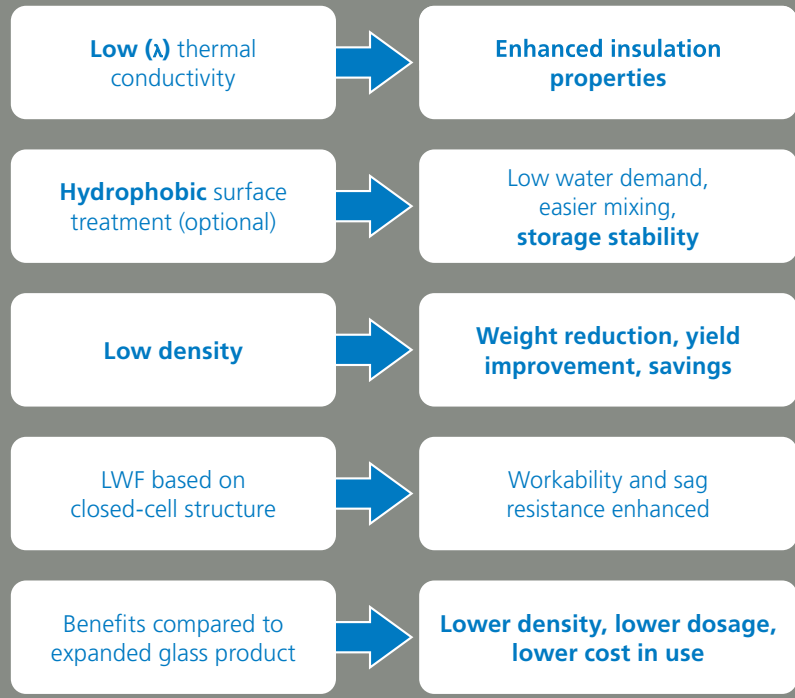 Low (λ) thermal
conductivity
Enhanced insulation
properties
Hydrophobic surface
treatment (optional)
Low water demand,
easier mixing,
storage stability
Low density
Weight reduction, yield
improvement, savings
LWF based on
closed-cell structure
Workability and sag
resistance enhanced
Benefits compared to
expanded glass product
Lower density, lower dosage,
lower cost in use